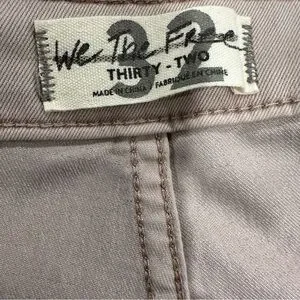 32
We The Free
THIRTY - TWO
MADE IN CHINA / FABRIQUÉ EN CHINE